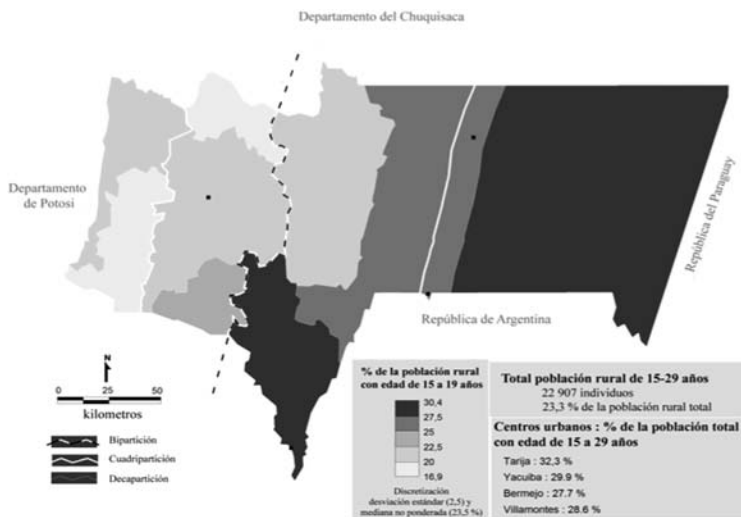 Departamento del Chuquisaca
Departamento
de Potosi
República del Paraguay
República de Argentina
N
0 25 50
kilometros
Bipartición
Cuadripartición
Decapartición
% de la población rural
con edad de 15 a 19 años
30,4
27,5
25
22,5
20
16,9
Discretización
desviación estándar (2,5) y
mediana no ponderada (23,5 %)
Total población rural de 15-29 años
22 907 individuos
23,3 % de la población rural total
Centros urbanos : % de la población total
con edad de 15 a 29 años
Tarija : 32,3 %
Yacuiba : 29.9 %
Bermejo : 27.7 %
Villamontes : 28.6 %